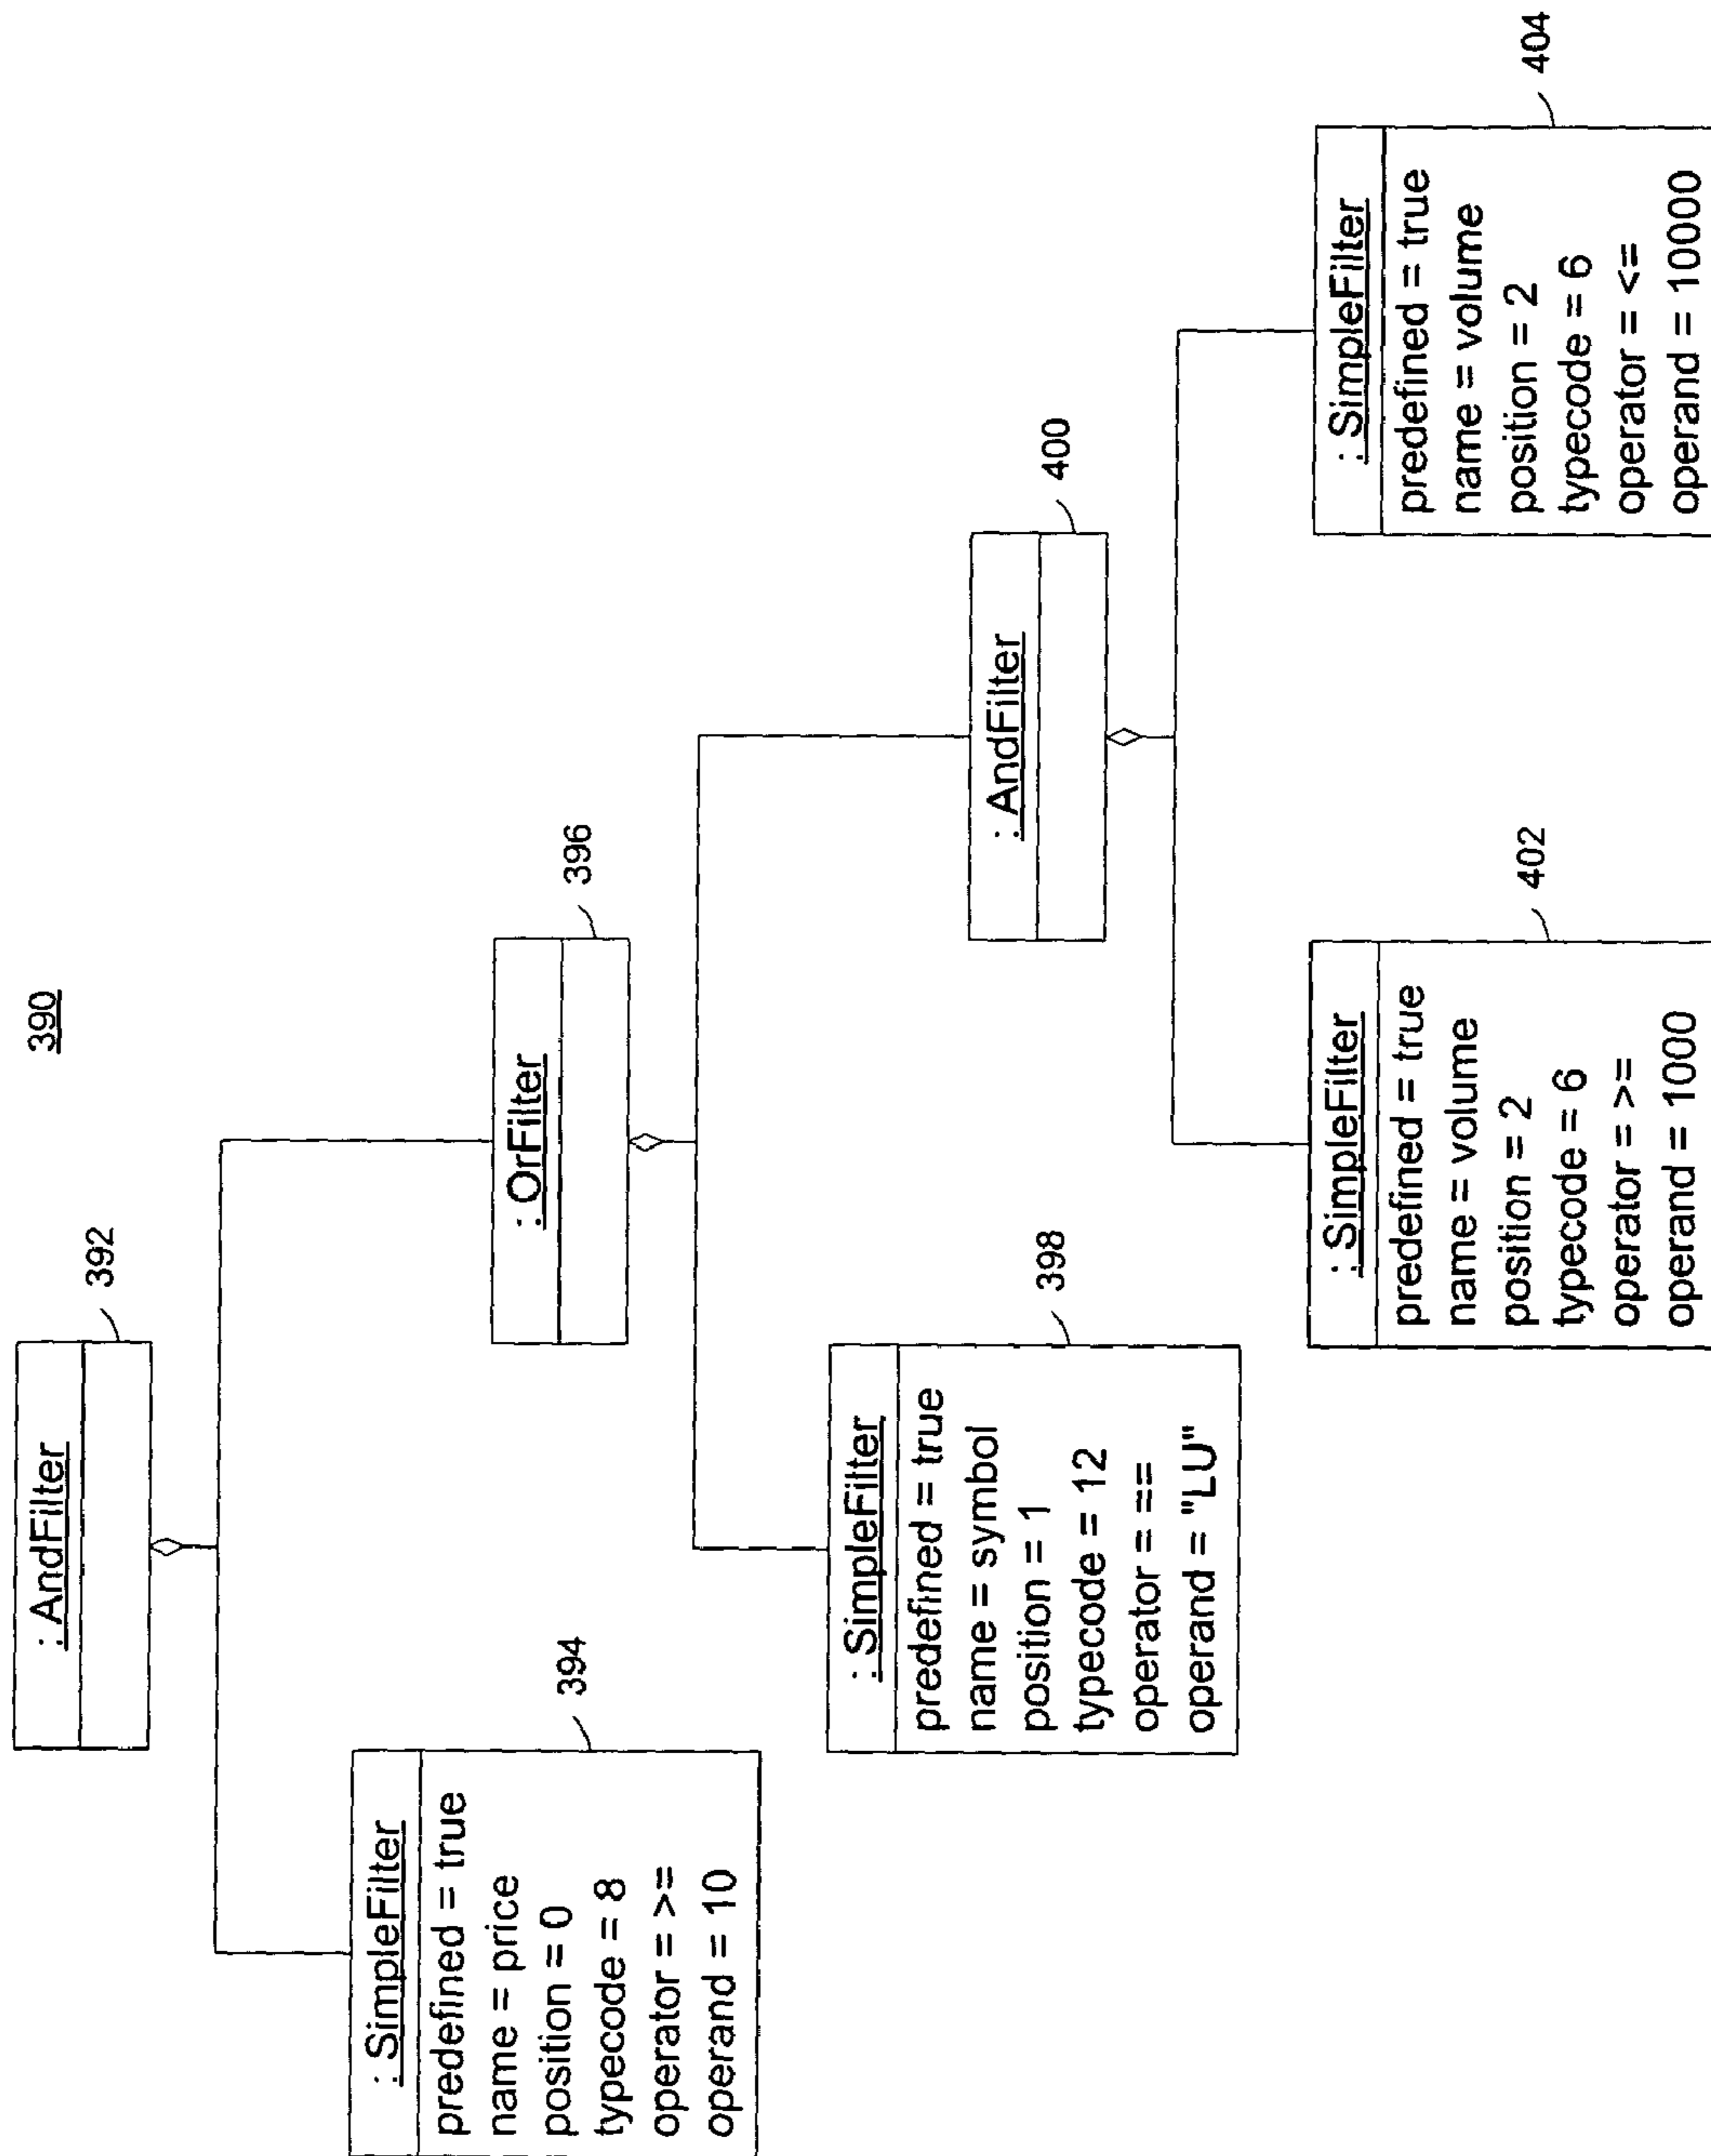 390
: AndFilter
392
: SimpleFilter
predefined = true
name = price
position = 0
typecode = 8
operator = >=
operand = 10
394
: OrFilter
396
: SimpleFilter
predefined = true
name = symbol
position = 1
typecode = 12
operator = ==
operand = "LU"
398
: AndFilter
400
: SimpleFilter
predefined = true
name = volume
position = 2
typecode = 6
operator = >=
operand = 1000
402
: SimpleFilter
predefined = true
name = volume
position = 2
typecode = 6
operator = <=
operand = 10000
404